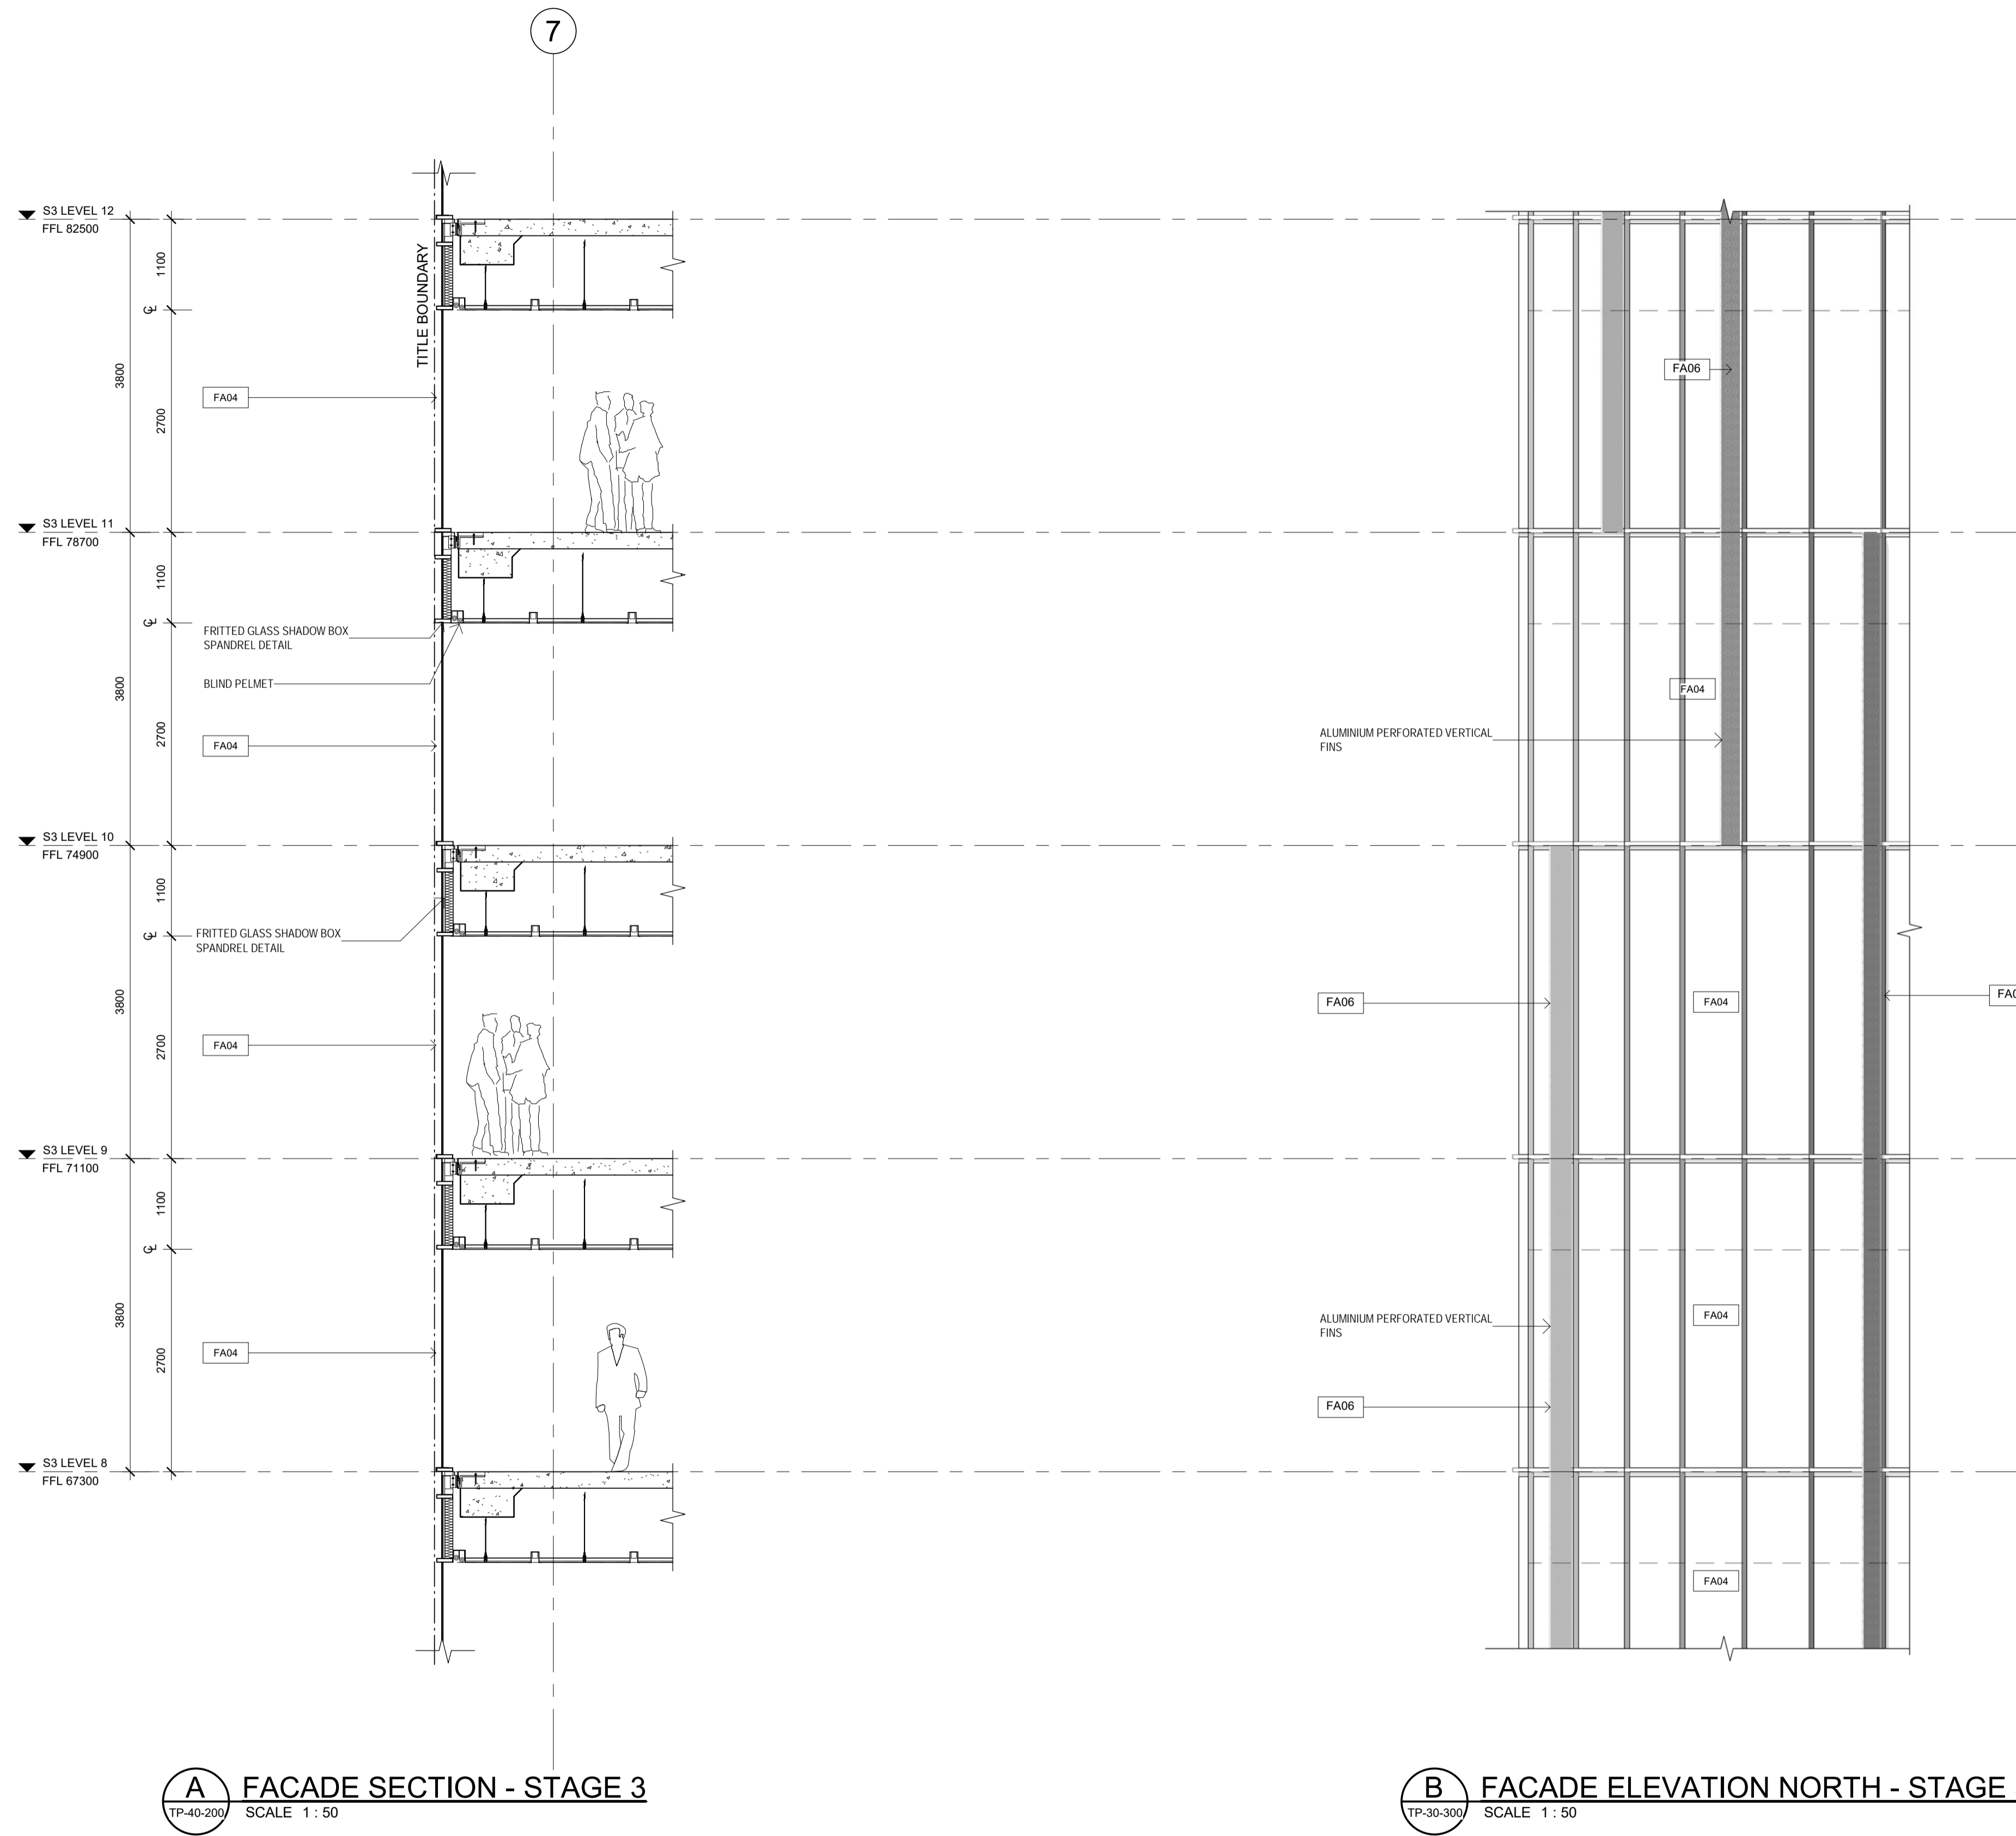 7
S3 LEVEL 12
FFL 82500
1100
3800
2700
TITLE BOUNDARY
FA04
S3 LEVEL 11
FFL 78700
1100
FRITTED GLASS SHADOW BOX
SPANDREL DETAIL
BLIND PELMET
3800
2700
FA04
S3 LEVEL 10
FFL 74900
1100
FRITTED GLASS SHADOW BOX
SPANDREL DETAIL
3800
2700
FA04
S3 LEVEL 9
FFL 71100
1100
3800
2700
FA04
S3 LEVEL 8
FFL 67300
A
TP-40-200
FACADE SECTION - STAGE 3
SCALE 1 : 50
FA06
FA04
ALUMINIUM PERFORATED VERTICAL
FINS
FA06
FA04
FA04
ALUMINIUM PERFORATED VERTICAL
FINS
FA06
FA04
B
TP-30-300
FACADE ELEVATION NORTH - STAGE
SCALE 1 : 50